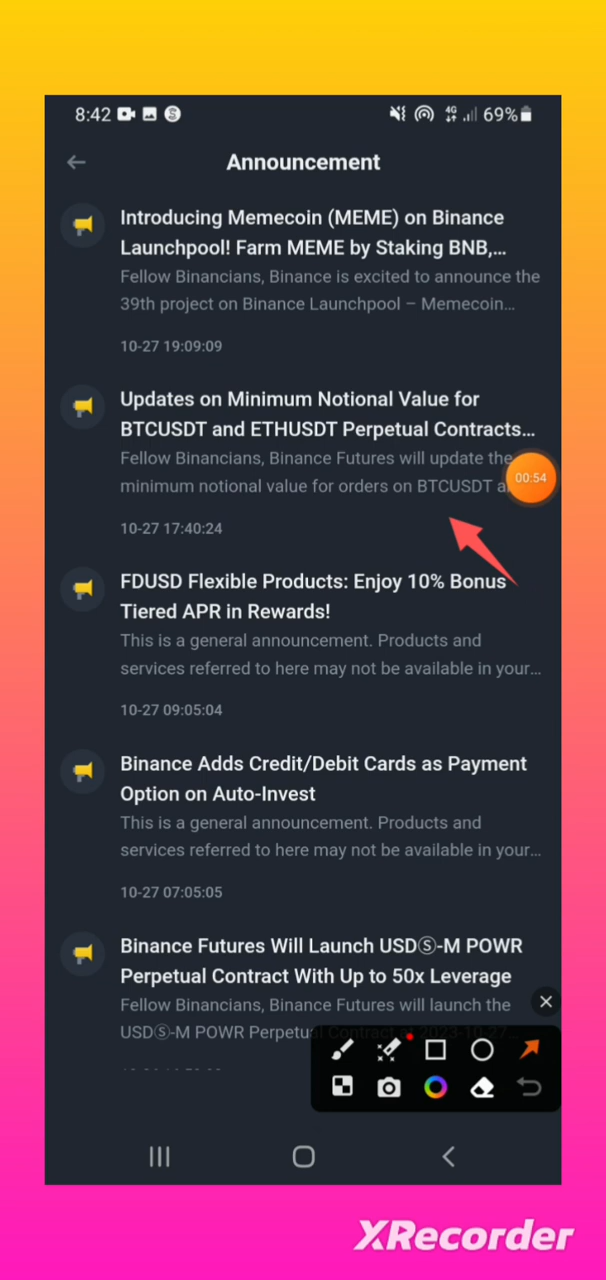 8:42
4G 69%
Announcement
Introducing Memecoin (MEME) on Binance
Launchpool! Farm MEME by Staking BNB,...
Fellow Binancians, Binance is excited to announce the
39th project on Binance Launchpool – Memecoin...
10-27 19:09:09
Updates on Minimum Notional Value for
BTCUSDT and ETHUSDT Perpetual Contracts...
Fellow Binancians, Binance Futures will update the
minimum notional value for orders on BTCUSDT a
00:54
10-27 17:40:24
FDUSD Flexible Products: Enjoy 10% Bonus
Tiered APR in Rewards!
This is a general announcement. Products and
services referred to here may not be available in your...
10-27 09:05:04
Binance Adds Credit/Debit Cards as Payment
Option on Auto-Invest
This is a general announcement. Products and
services referred to here may not be available in your...
10-27 07:05:05
Binance Futures Will Launch USDⓈ-M POWR
Perpetual Contract With Up to 50x Leverage
Fellow Binancians, Binance Futures will launch the
USDⓈ-M POWR Perpetual Contract at 2023-10-27...
XRecorder